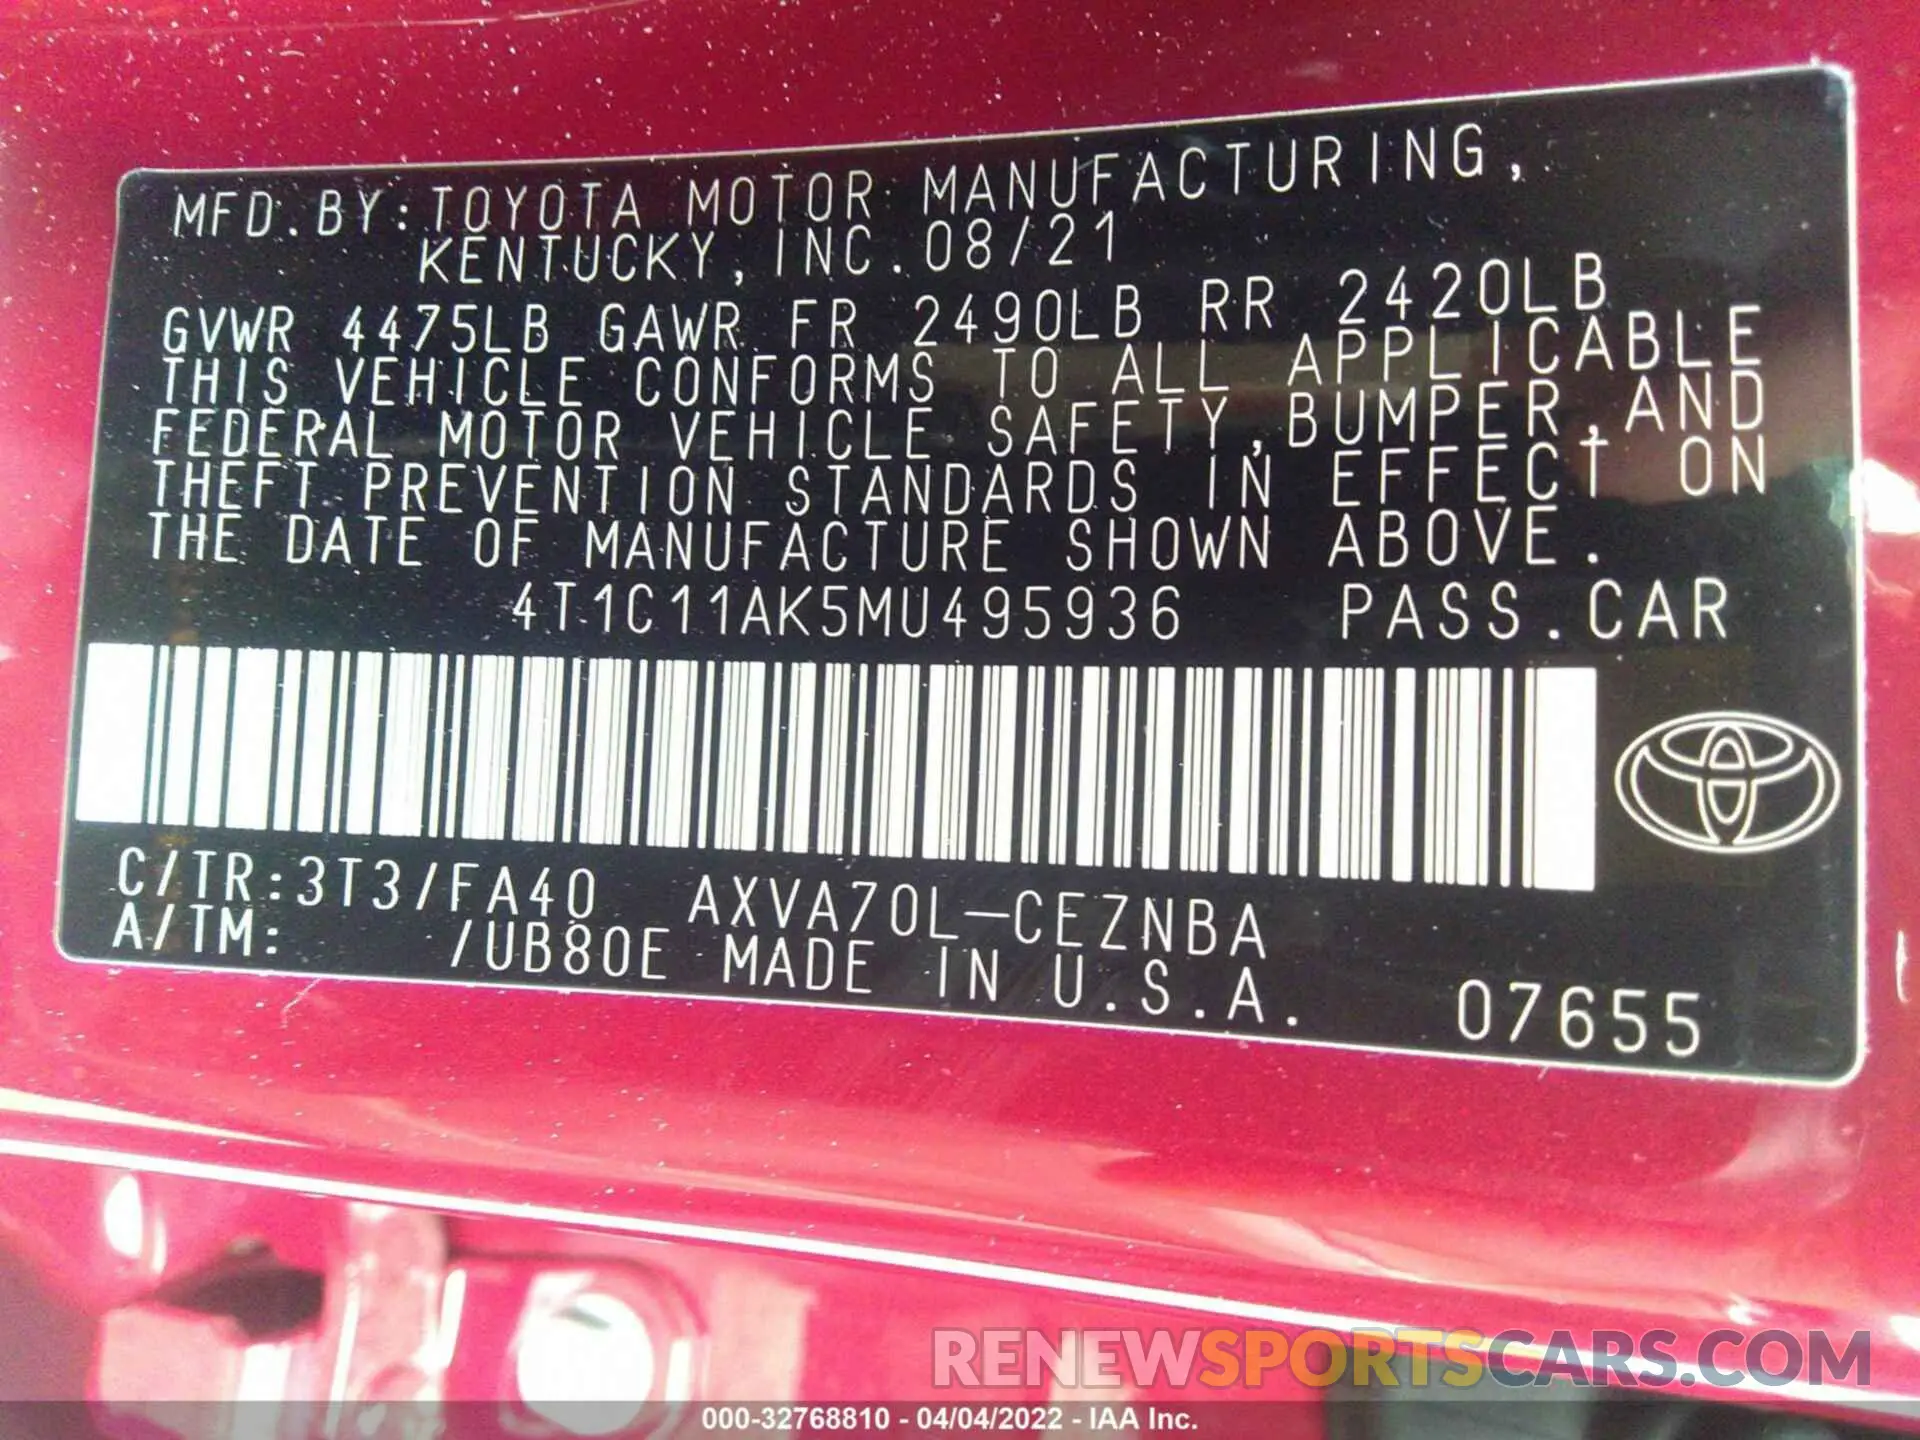 MFD. BY: TOYOTA MOTOR MANUFACTURING,
KENTUCKY, INC. 08/21
GVWR 4475LB GAWR FR 2490LB RR 2420LB
THIS VEHICLE CONFORMS TO ALL APPLICABLE
FEDERAL MOTOR VEHICLE SAFETY, BUMPER, AND
THEFT PREVENTION STANDARDS IN EFFECT ON
THE DATE OF MANUFACTURE SHOWN ABOVE.
4T1C11AK5MU495936 PASS. CAR
C/TR:3T3/FA40 AXVA70L-CEZNBA
A/TM: /UB80E MADE IN U.S.A. 07655
RENEWSPORTSCARS.COM
000-32768810 - 04/04/2022 - IAA Inc.